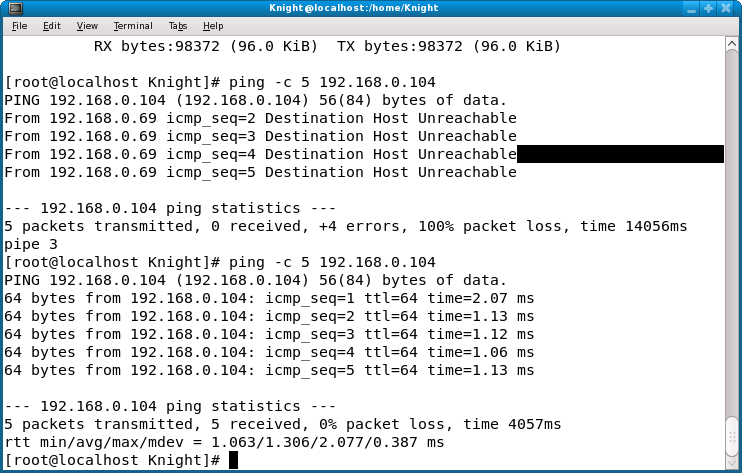 Knight@localhost:/home/Knight
File Edit View Terminal Tabs Help
RX bytes:98372 (96.0 KiB)  TX bytes:98372 (96.0 KiB)
[root@localhost Knight]# ping -c 5 192.168.0.104
PING 192.168.0.104 (192.168.0.104) 56(84) bytes of data.
From 192.168.0.69 icmp_seq=2 Destination Host Unreachable
From 192.168.0.69 icmp_seq=3 Destination Host Unreachable
From 192.168.0.69 icmp_seq=4 Destination Host Unreachable
From 192.168.0.69 icmp_seq=5 Destination Host Unreachable
--- 192.168.0.104 ping statistics ---
5 packets transmitted, 0 received, +4 errors, 100% packet loss, time 14056ms
pipe 3
[root@localhost Knight]# ping -c 5 192.168.0.104
PING 192.168.0.104 (192.168.0.104) 56(84) bytes of data.
64 bytes from 192.168.0.104: icmp_seq=1 ttl=64 time=2.07 ms
64 bytes from 192.168.0.104: icmp_seq=2 ttl=64 time=1.13 ms
64 bytes from 192.168.0.104: icmp_seq=3 ttl=64 time=1.12 ms
64 bytes from 192.168.0.104: icmp_seq=4 ttl=64 time=1.06 ms
64 bytes from 192.168.0.104: icmp_seq=5 ttl=64 time=1.13 ms
--- 192.168.0.104 ping statistics ---
5 packets transmitted, 5 received, 0% packet loss, time 4057ms
rtt min/avg/max/mdev = 1.063/1.306/2.077/0.387 ms
[root@localhost Knight]#